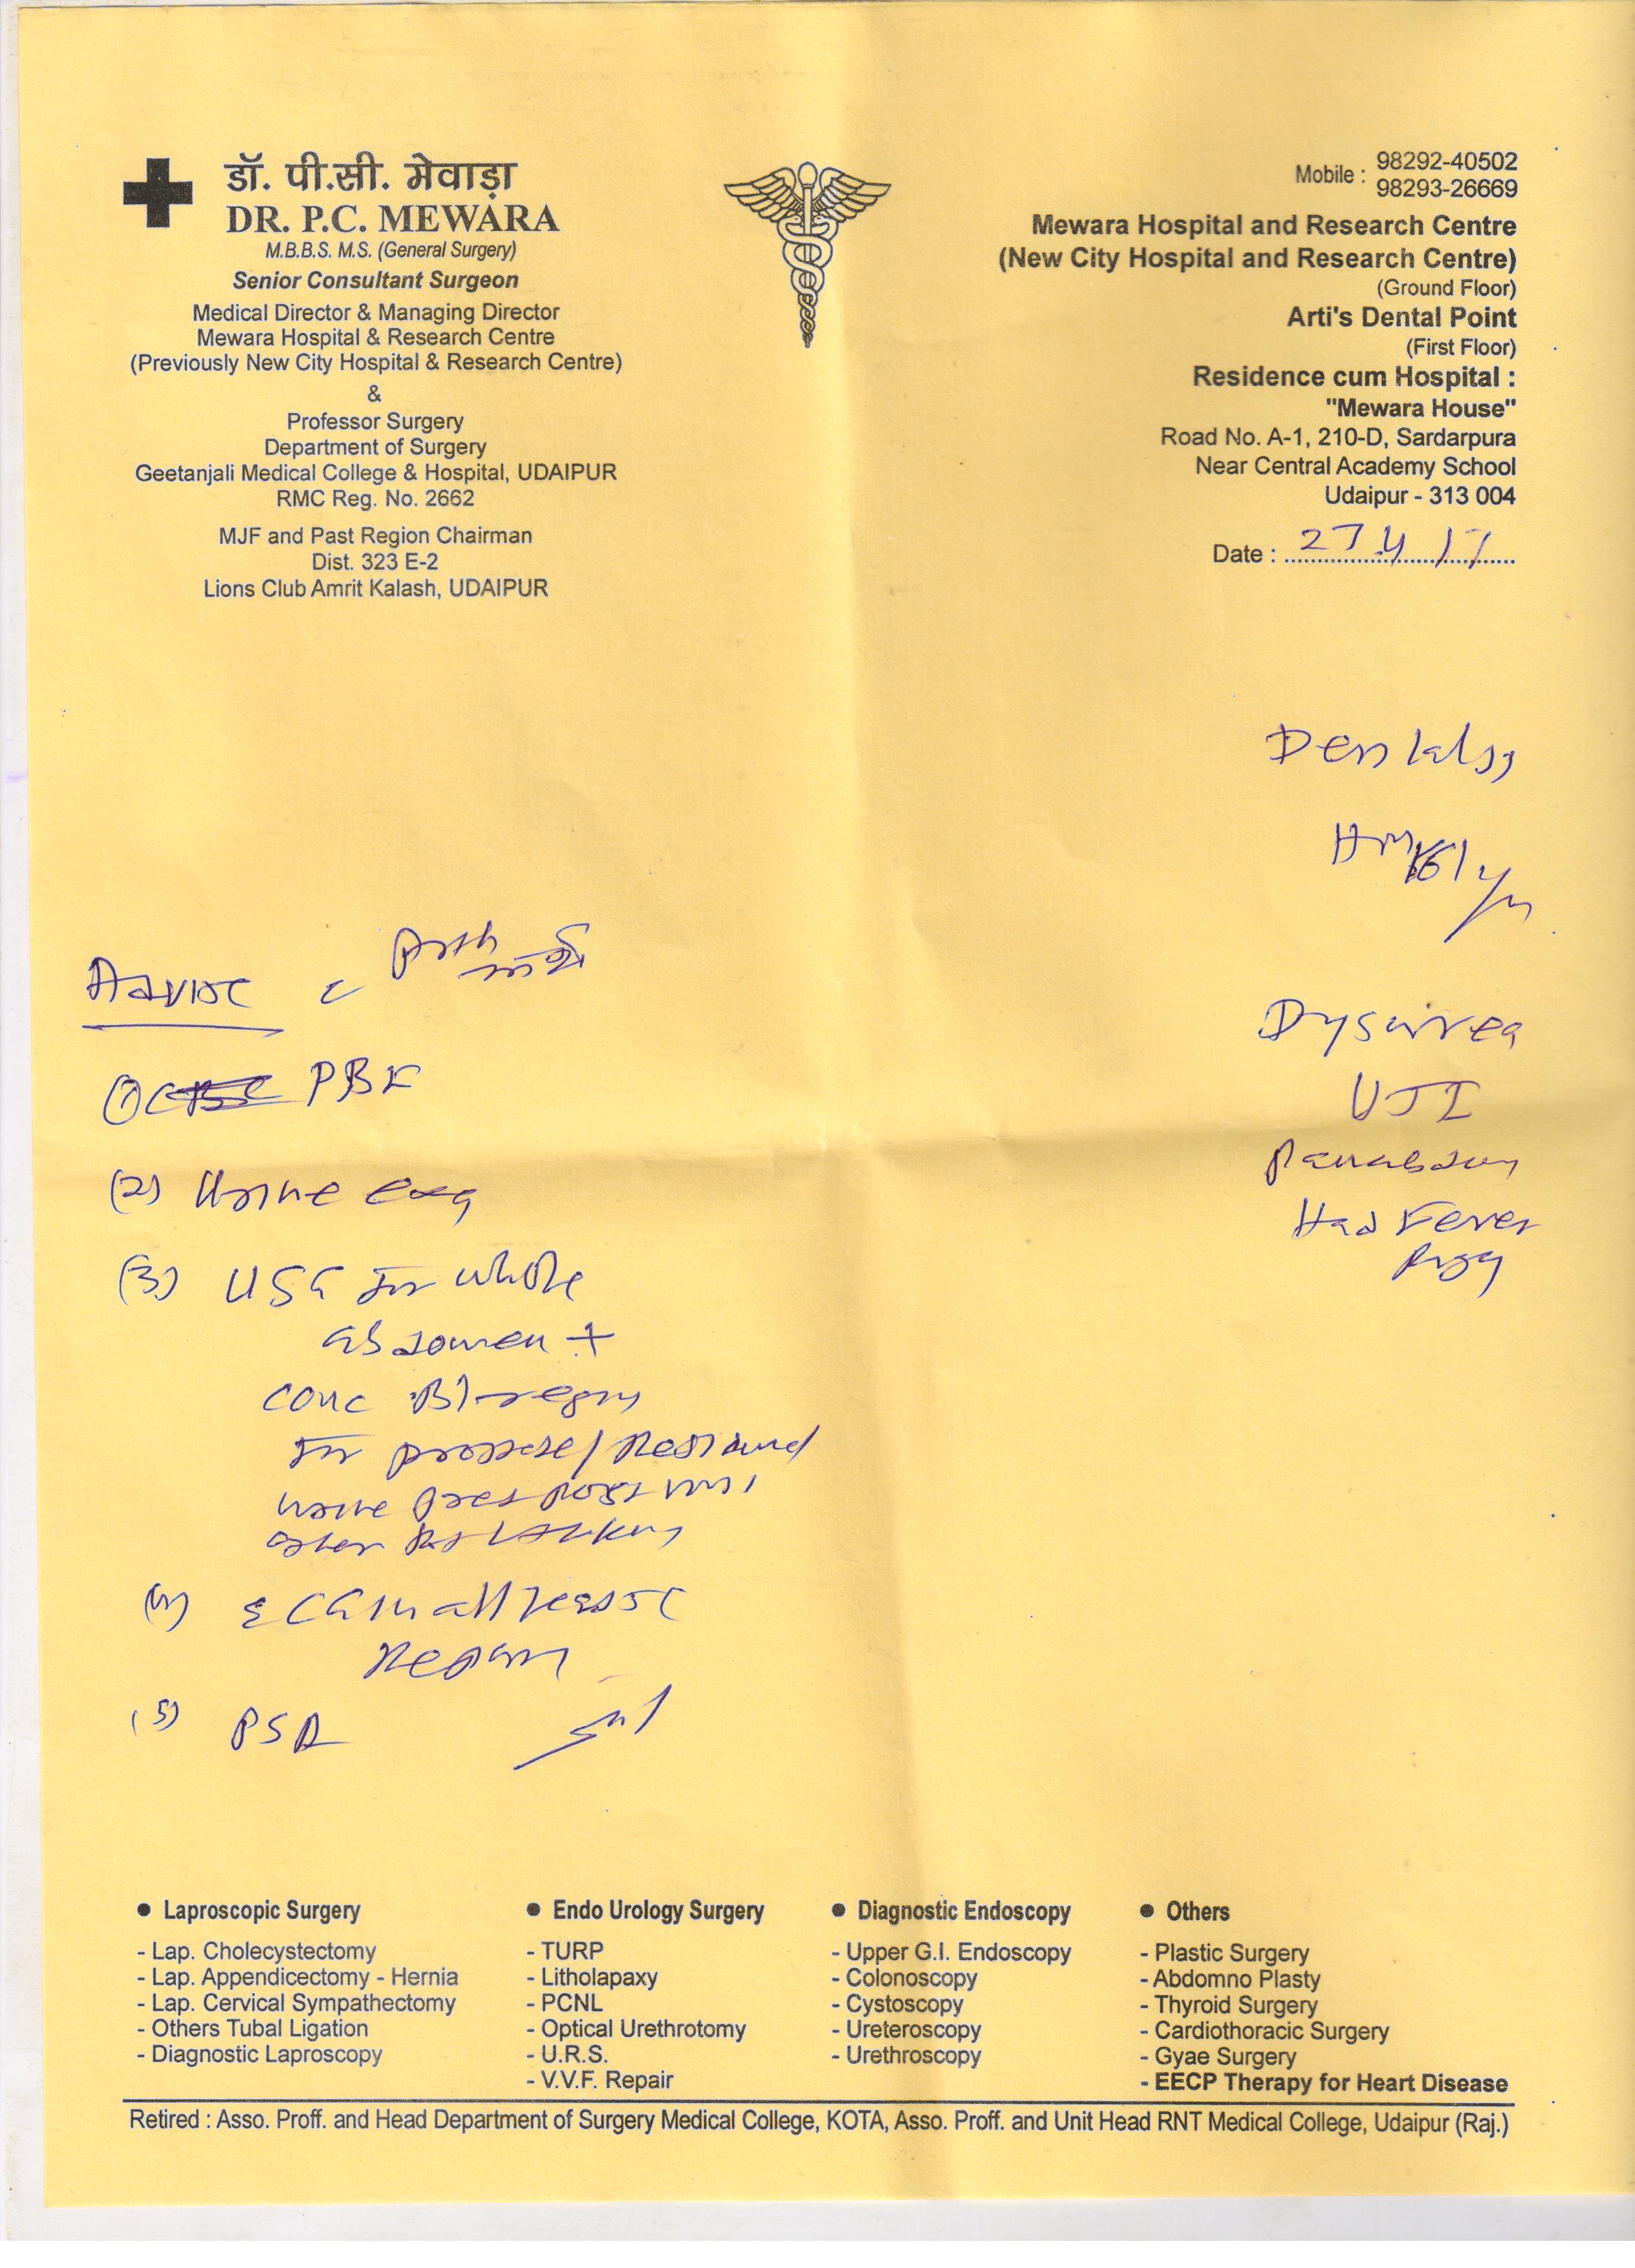 डॉ. पी.सी. मेवाड़ा
DR. P.C. MEWARA
M.B.B.S. M.S. (General Surgery)
Senior Consultant Surgeon
Medical Director & Managing Director
Mewara Hospital & Research Centre
(Previously New City Hospital & Research Centre)
&
Professor Surgery
Department of Surgery
Geetanjali Medical College & Hospital, UDAIPUR
RMC Reg. No. 2662
MJF and Past Region Chairman
Dist. 323 E-2
Lions Club Amrit Kalash, UDAIPUR
Mobile : 98292-40502
98293-26669
Mewara Hospital and Research Centre
(New City Hospital and Research Centre)
(Ground Floor)
Arti's Dental Point
(First Floor)
Residence cum Hospital :
"Mewara House"
Road No. A-1, 210-D, Sardarpura
Near Central Academy School
Udaipur - 313 004
Date : 27 4 17
Dysurea
UTI
Had Fever
Advise c
(1) PBF
(2) Urine
(3) USG for whole
abdomen +
for
urine
(4)
(5) PSA
● Laproscopic Surgery
- Lap. Cholecystectomy
- Lap. Appendicectomy - Hernia
- Lap. Cervical Sympathectomy
- Others Tubal Ligation
- Diagnostic Laproscopy
● Endo Urology Surgery
- TURP
- Litholapaxy
- PCNL
- Optical Urethrotomy
- U.R.S.
- V.V.F. Repair
● Diagnostic Endoscopy
- Upper G.I. Endoscopy
- Colonoscopy
- Cystoscopy
- Ureteroscopy
- Urethroscopy
● Others
- Plastic Surgery
- Abdomno Plasty
- Thyroid Surgery
- Cardiothoracic Surgery
- Gyae Surgery
- EECP Therapy for Heart Disease
Retired : Asso. Proff. and Head Department of Surgery Medical College, KOTA, Asso. Proff. and Unit Head RNT Medical College, Udaipur (Raj.)